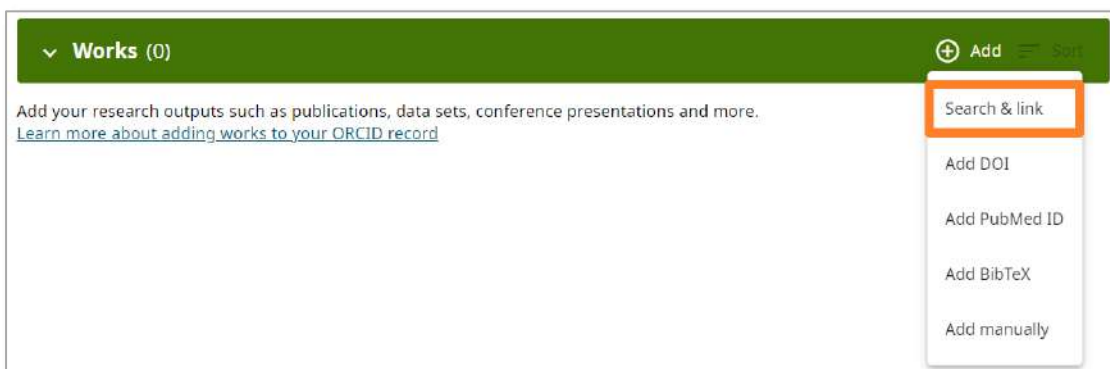 Works (0)
Add Sort
Add your research outputs such as publications, data sets, conference presentations and more.
Learn more about adding works to your ORCID record
Search & link
Add DOI
Add PubMed ID
Add BibTeX
Add manually